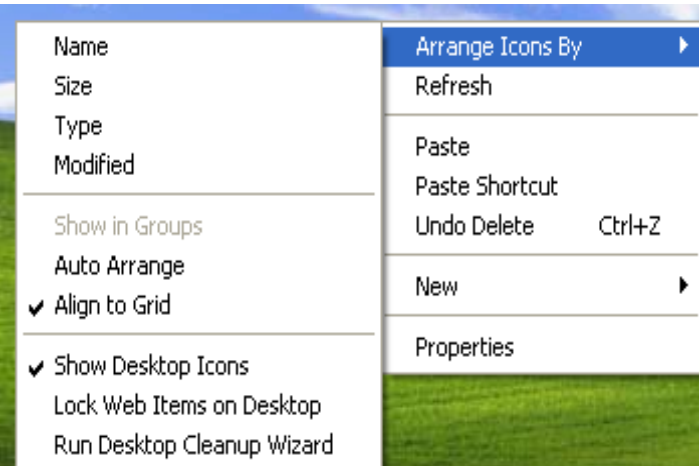 Name
Size
Type
Modified
Show in Groups
Auto Arrange
Align to Grid
Show Desktop Icons
Lock Web Items on Desktop
Run Desktop Cleanup Wizard
Arrange Icons By
Refresh
Paste
Paste Shortcut
Undo Delete Ctrl+Z
New
Properties